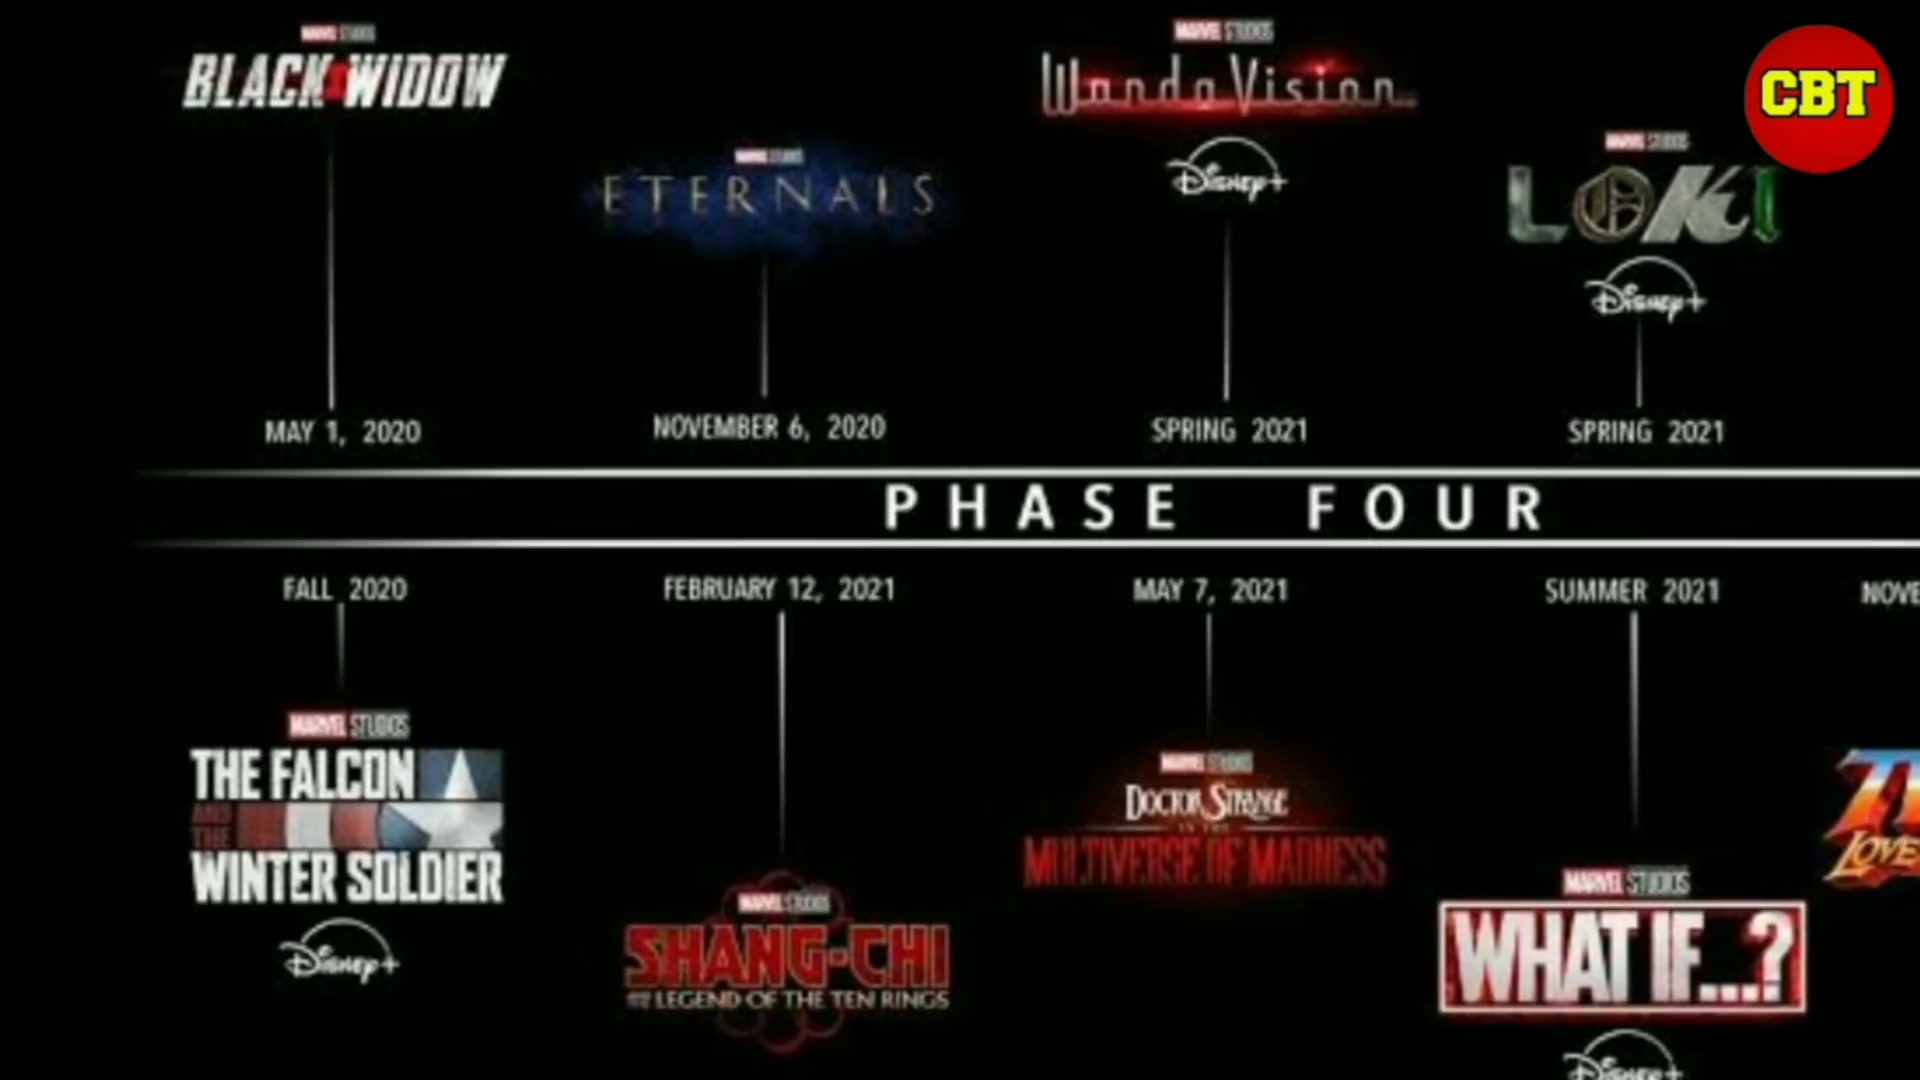 MARVEL STUDIOS
BLACK WIDOW
MARVEL STUDIOS
ETERNALS
MARVEL STUDIOS
WandaVision
Disney+
CBT
MARVEL STUDIOS
LOKI
Disney+
MAY 1, 2020
NOVEMBER 6, 2020
SPRING 2021
SPRING 2021
PHASE FOUR
FALL 2020
FEBRUARY 12, 2021
MAY 7, 2021
SUMMER 2021
NOVE
MARVEL STUDIOS
THE FALCON
AND
THE
WINTER SOLDIER
Disney+
MARVEL STUDIOS
SHANG-CHI
AND THE LEGEND OF THE TEN RINGS
MARVEL STUDIOS
DOCTOR STRANGE
IN THE
MULTIVERSE OF MADNESS
MARVEL STUDIOS
WHAT IF...?
Disney+
LOVE